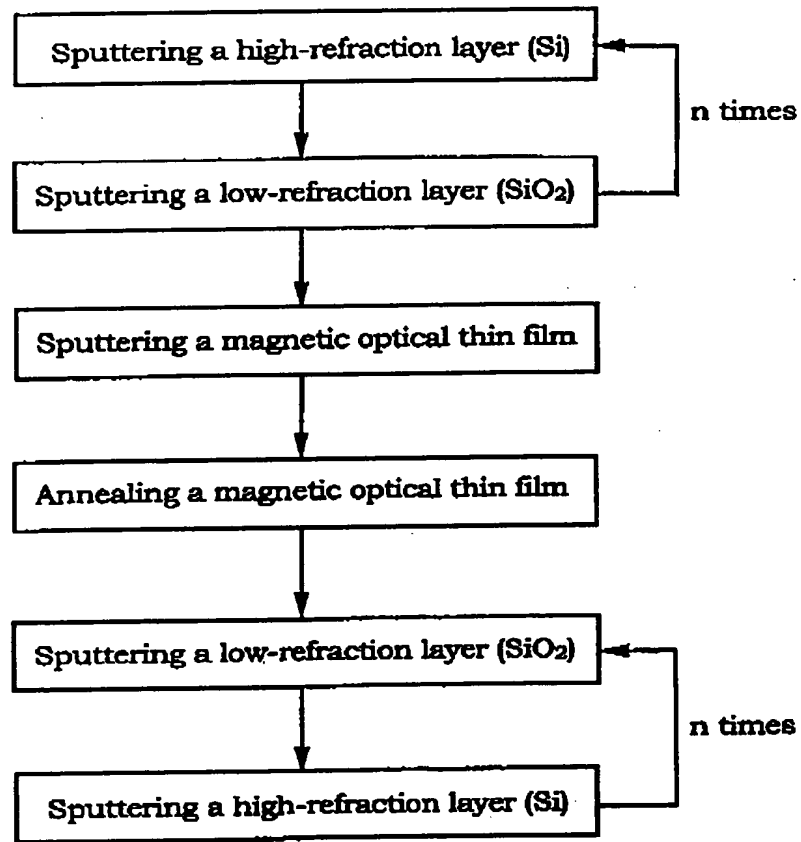 Sputtering a high-refraction layer (Si)
n times
Sputtering a low-refraction layer (SiO₂)
Sputtering a magnetic optical thin film
Annealing a magnetic optical thin film
Sputtering a low-refraction layer (SiO₂)
n times
Sputtering a high-refraction layer (Si)